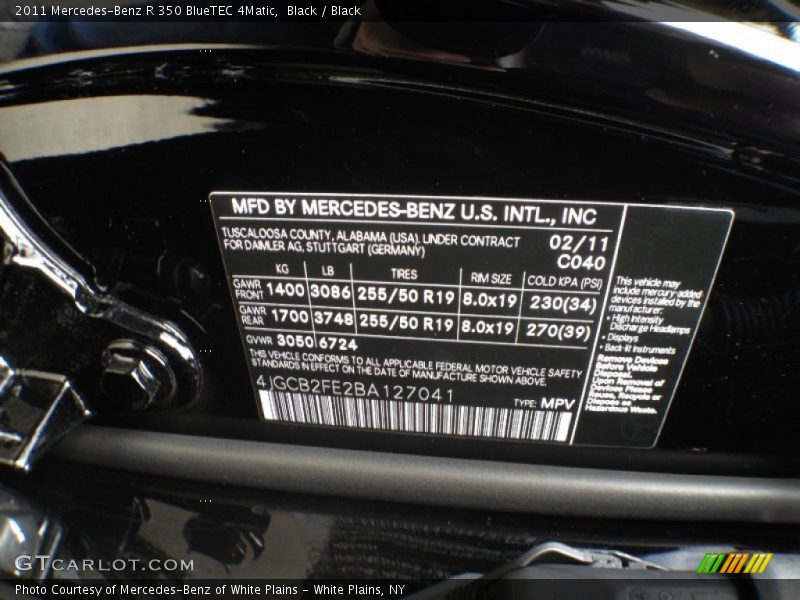 2011 Mercedes-Benz R 350 BlueTEC 4Matic, Black / Black
MFD BY MERCEDES-BENZ U.S. INTL., INC
TUSCALOOSA COUNTY, ALABAMA (USA). UNDER CONTRACT
FOR DAIMLER AG, STUTTGART (GERMANY)
02/11
C040
KG LB TIRES RIM SIZE COLD KPA (PSI)
GAWR FRONT 1400 3086 255/50 R19 8.0x19 230(34)
GAWR REAR 1700 3748 255/50 R19 8.0x19 270(39)
GVWR 3050 6724
THIS VEHICLE CONFORMS TO ALL APPLICABLE FEDERAL MOTOR VEHICLE SAFETY
STANDARDS IN EFFECT ON THE DATE OF MANUFACTURE SHOWN ABOVE.
4JGCB2FE2BA127041
TYPE: MPV
This vehicle may
include mercury-added
devices installed by the
manufacturer:
• High Intensity
Discharge Headlamps
• Displays
• Back-lit Instruments
Remove Devices
Before Vehicle
Disposal.
Upon Removal of
Devices Please
Reuse, Recycle or
Dispose as
Hazardous Waste.
GTCARLOT.COM
Photo Courtesy of Mercedes-Benz of White Plains - White Plains, NY